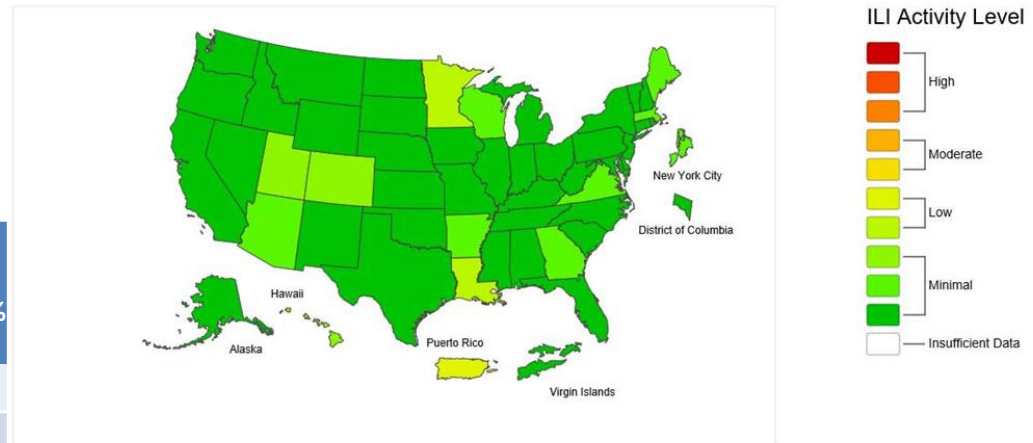 ILI Activity Level
High
Moderate
Low
Minimal
Insufficient Data
New York City
District of Columbia
Hawaii
Alaska
Puerto Rico
Virgin Islands
%